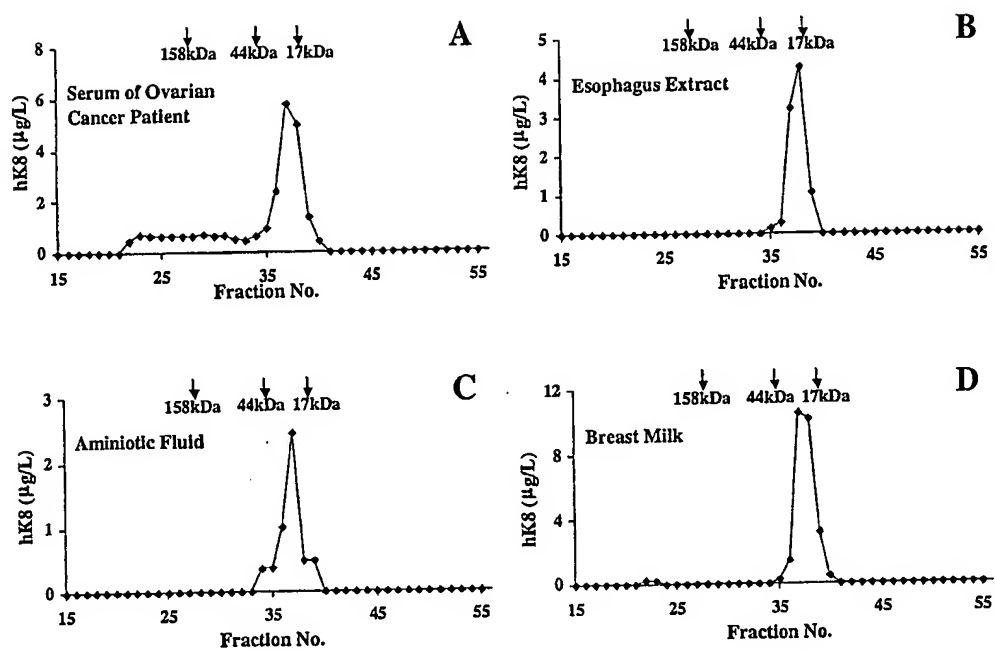 A
158kDa 44kDa 17kDa
Serum of Ovarian
Cancer Patient
hK8 (µg/L)
8
6
4
2
0
15 25 35 45 55
Fraction No.
B
158kDa 44kDa 17kDa
Esophagus Extract
hK8 (µg/L)
5
4
3
2
1
0
15 25 35 45 55
Fraction No.
C
158kDa 44kDa 17kDa
Aminiotic Fluid
hK8 (µg/L)
3
2
1
0
15 25 35 45 55
Fraction No.
D
158kDa 44kDa 17kDa
Breast Milk
hK8 (µg/L)
12
8
4
0
15 25 35 45 55
Fraction No.